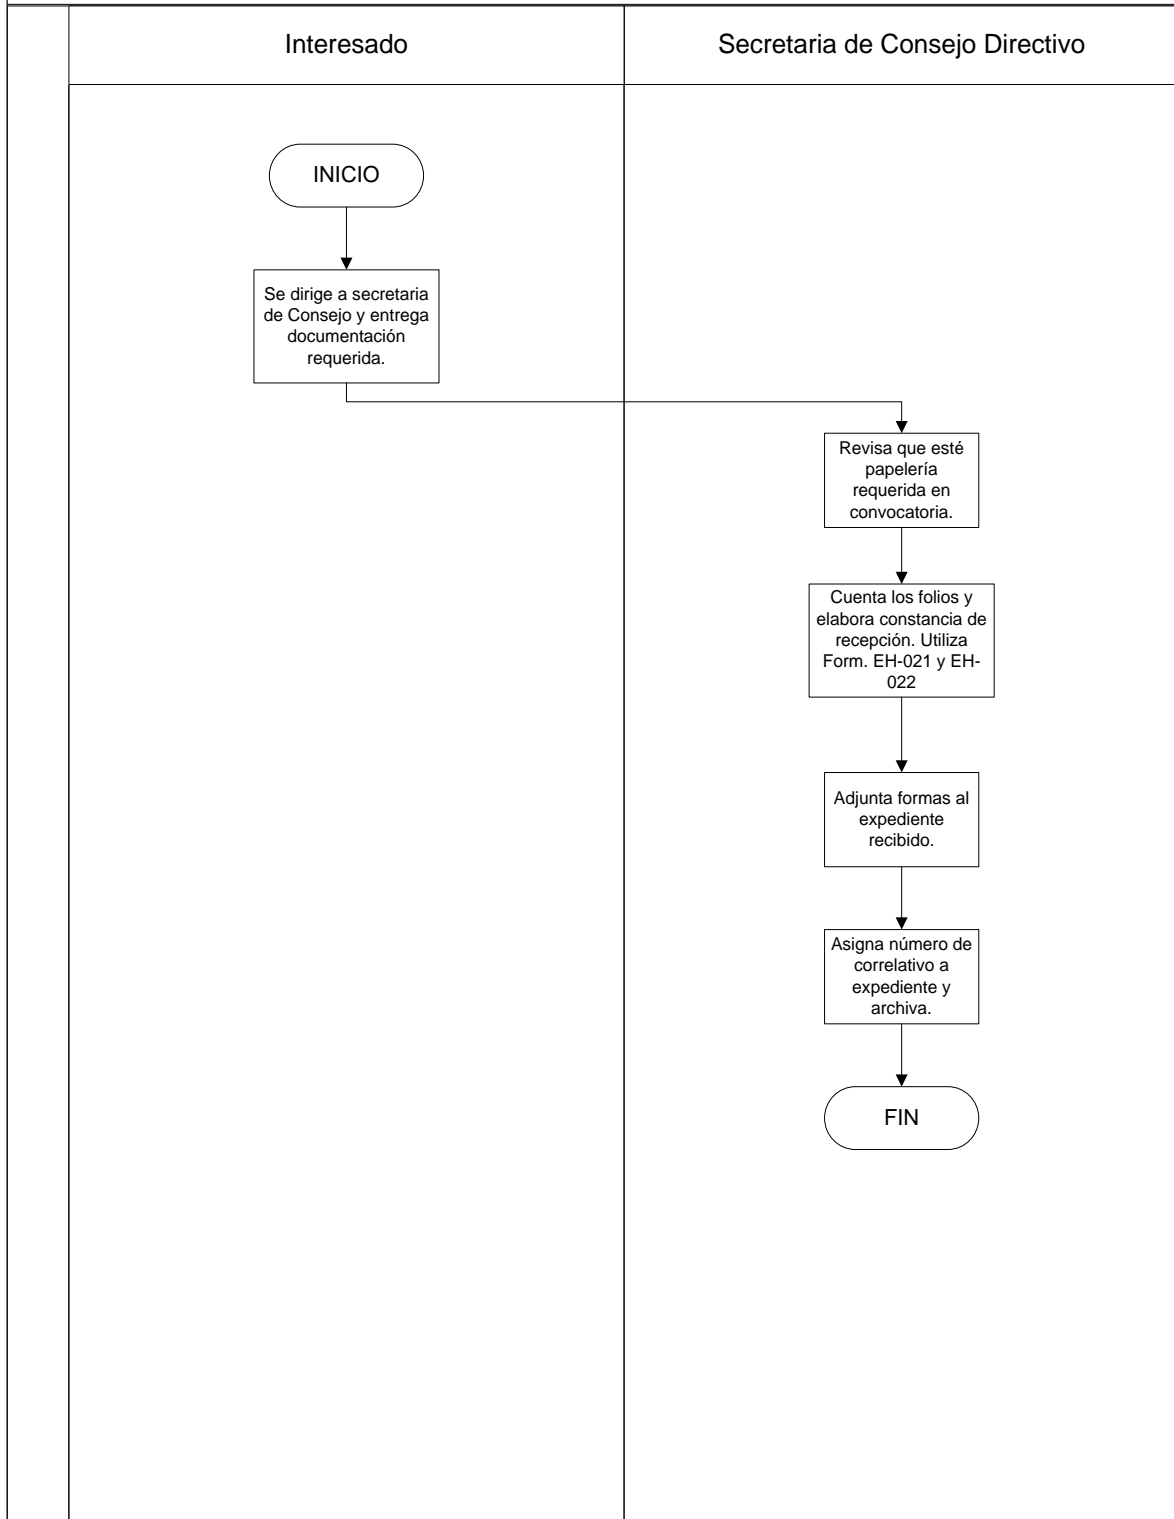 Interesado
Secretaria de Consejo Directivo
INICIO
Se dirige a secretaria
de Consejo y entrega
documentación
requerida.
Revisa que esté
papelería
requerida en
convocatoria.
Cuenta los folios y
elabora constancia de
recepción. Utiliza
Form. EH-021 y EH-
022
Adjunta formas al
expediente
recibido.
Asigna número de
correlativo a
expediente y
archiva.
FIN